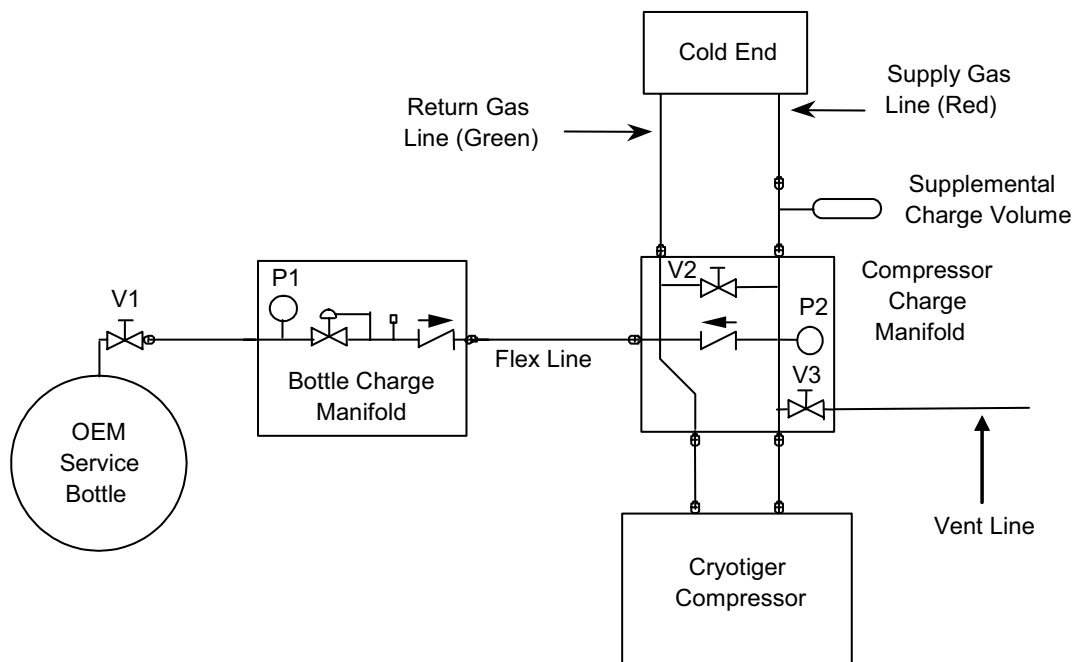 Cold End
Supply Gas
Line (Red)
Return Gas
Line (Green)
Supplemental
Charge Volume
P1
V1
V2
Compressor
Charge
Manifold
P2
Flex Line
Bottle Charge
Manifold
V3
OEM
Service
Bottle
Vent Line
Cryotiger
Compressor